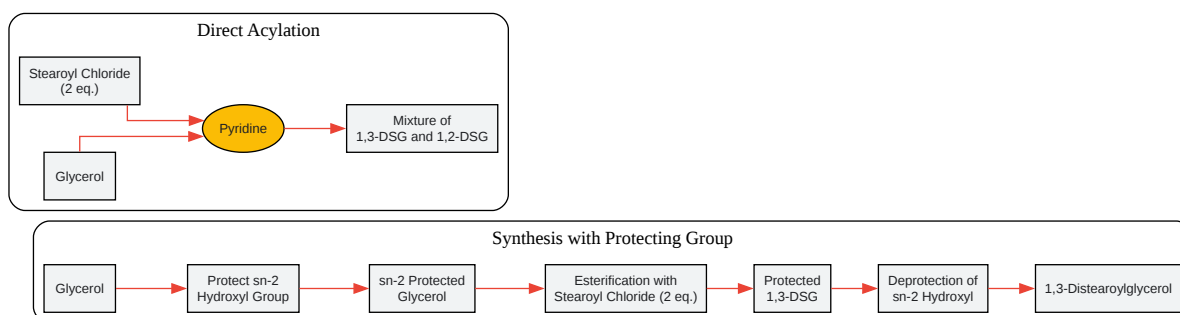 Direct Acylation
Stearoyl Chloride
(2 eq.)
Pyridine
Mixture of
1,3-DSG and 1,2-DSG
Glycerol
Synthesis with Protecting Group
Glycerol
Protect sn-2
Hydroxyl Group
sn-2 Protected
Glycerol
Esterification with
Stearoyl Chloride (2 eq.)
Protected
1,3-DSG
Deprotection of
sn-2 Hydroxyl
1,3-Distearoylglycerol